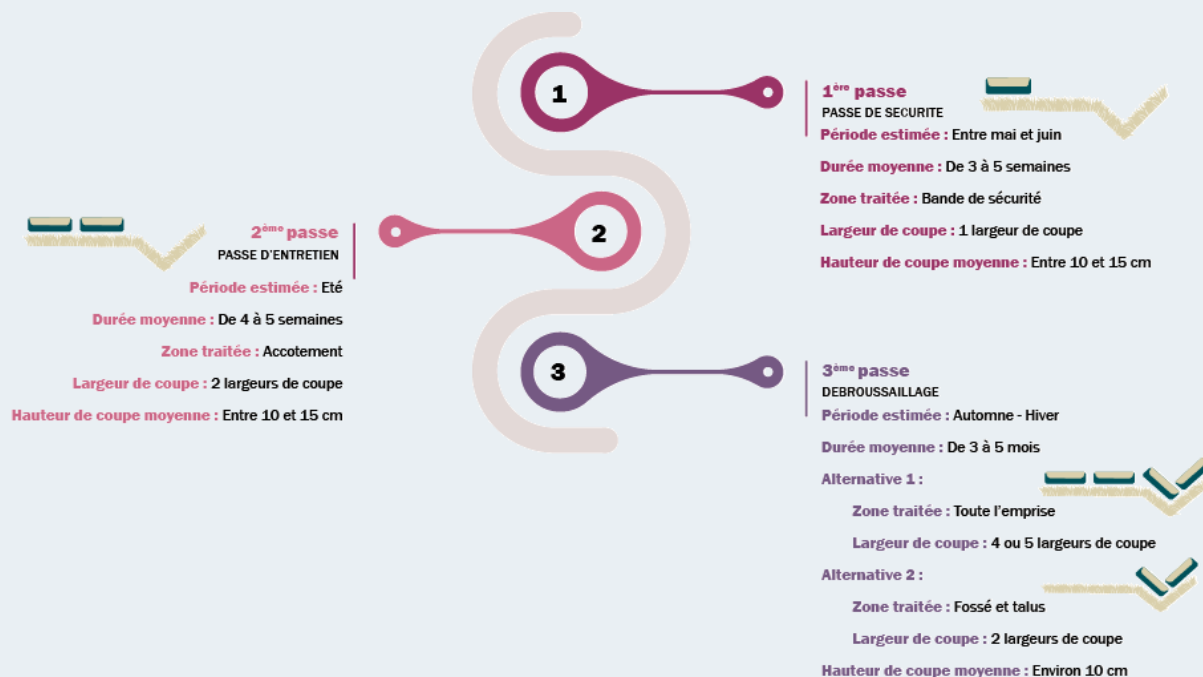 1
1ère passe
PASSE DE SECURITE
Période estimée : Entre mai et juin
Durée moyenne : De 3 à 5 semaines
Zone traitée : Bande de sécurité
Largeur de coupe : 1 largeur de coupe
Hauteur de coupe moyenne : Entre 10 et 15 cm
2
2ème passe
PASSE D'ENTRETIEN
Période estimée : Eté
Durée moyenne : De 4 à 5 semaines
Zone traitée : Accotement
Largeur de coupe : 2 largeurs de coupe
Hauteur de coupe moyenne : Entre 10 et 15 cm
3
3ème passe
DEBROUSSAILLAGE
Période estimée : Automne - Hiver
Durée moyenne : De 3 à 5 mois
Alternative 1 :
Zone traitée : Toute l'emprise
Largeur de coupe : 4 ou 5 largeurs de coupe
Alternative 2 :
Zone traitée : Fossé et talus
Largeur de coupe : 2 largeurs de coupe
Hauteur de coupe moyenne : Environ 10 cm